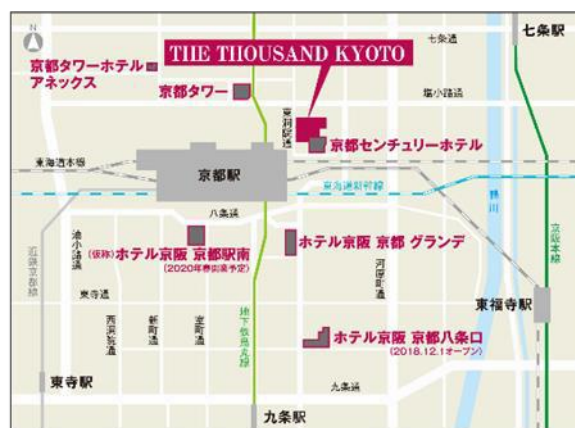 七条駅
七条通
N
THE THOUSAND KYOTO
京都タワーホテル
アネックス
京都タワー
塩小路通
東洞院通
京都センチュリーホテル
東海道本線
京都駅
東海道新幹線
鴨川
八条通
油小路通
(仮称)ホテル京阪 京都駅南
(2020年春開業予定)
ホテル京阪 京都 グランデ
河原町通
京阪本線
近鉄京都線
東寺通
西洞院通
新町通
室町通
地下鉄烏丸線
東福寺駅
ホテル京阪 京都八条口
(2018.12.1オープン)
東寺駅
九条通
九条駅